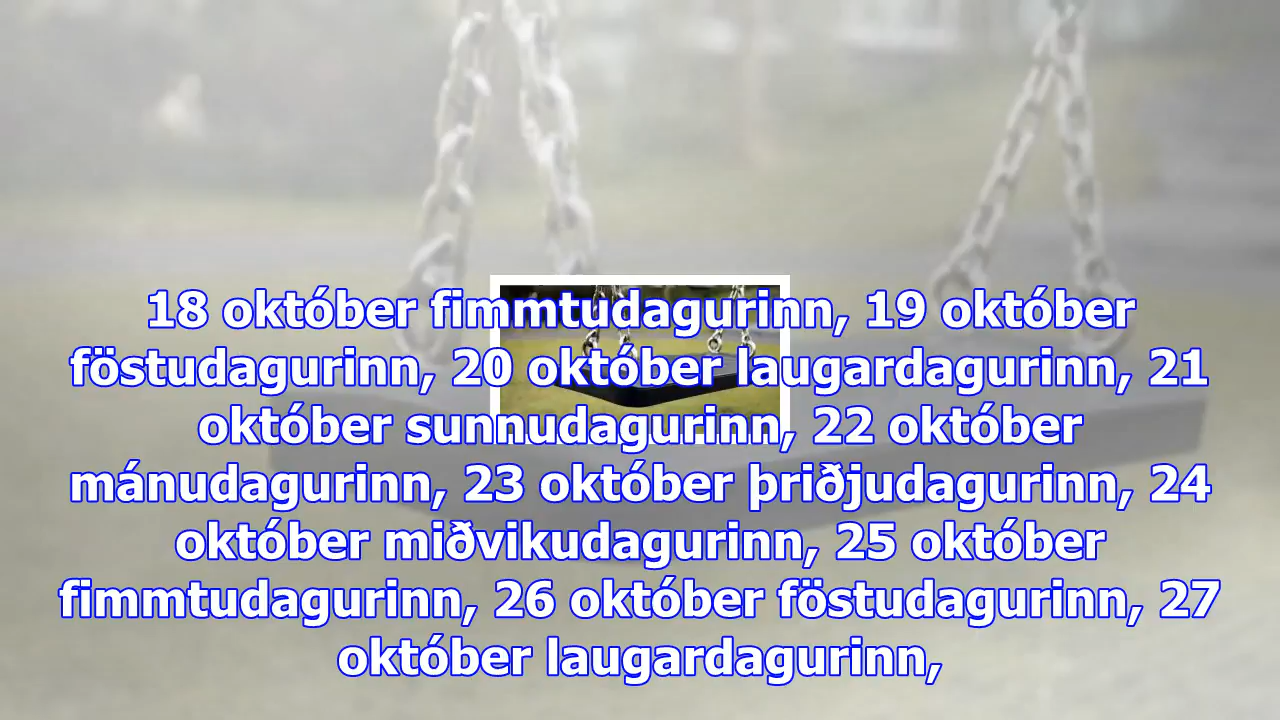 18 október fimmtudagurinn, 19 október
föstudagurinn, 20 október laugardagurinn, 21
október sunnudagurinn, 22 október
mánudagurinn, 23 október þriðjudagurinn, 24
október miðvikudagurinn, 25 október
fimmtudagurinn, 26 október föstudagurinn, 27
október laugardagurinn,